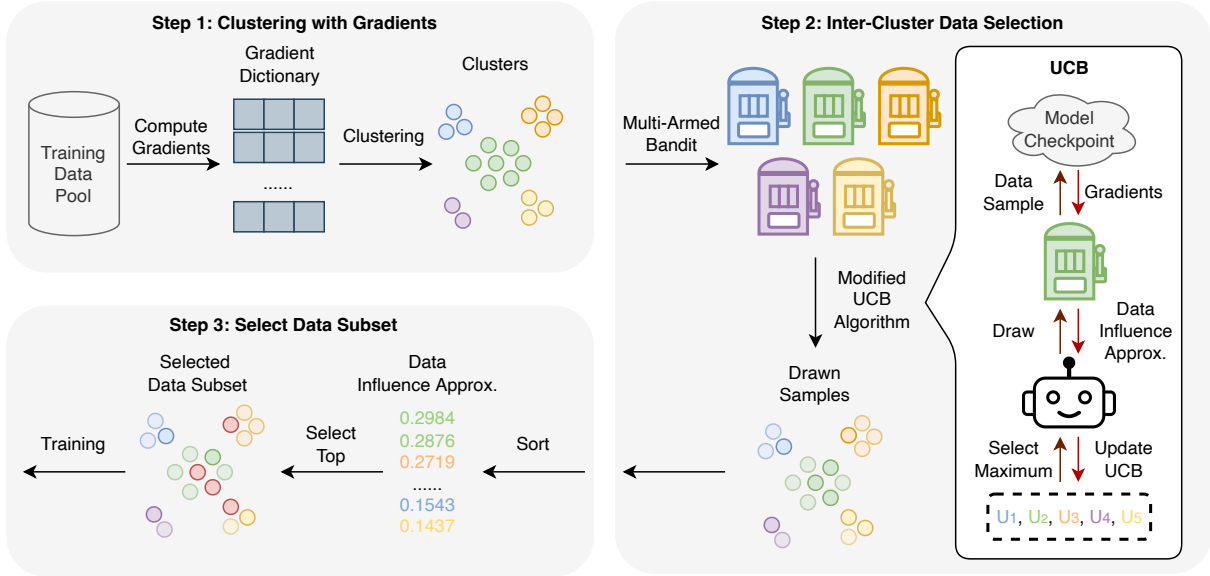 Step 1: Clustering with Gradients
Training
Data
Pool
Compute
Gradients
Gradient
Dictionary
......
Clustering
Clusters
Step 2: Inter-Cluster Data Selection
Multi-Armed
Bandit
Modified
UCB
Algorithm
Drawn
Samples
UCB
Model
Checkpoint
Data
Sample
Gradients
Draw
Data
Influence
Approx.
Select
Maximum
Update
UCB
U1, U2, U3, U4, U5
Step 3: Select Data Subset
Sort
Data
Influence Approx.
0.2984
0.2876
0.2719
......
0.1543
0.1437
Select
Top
Selected
Data Subset
Training